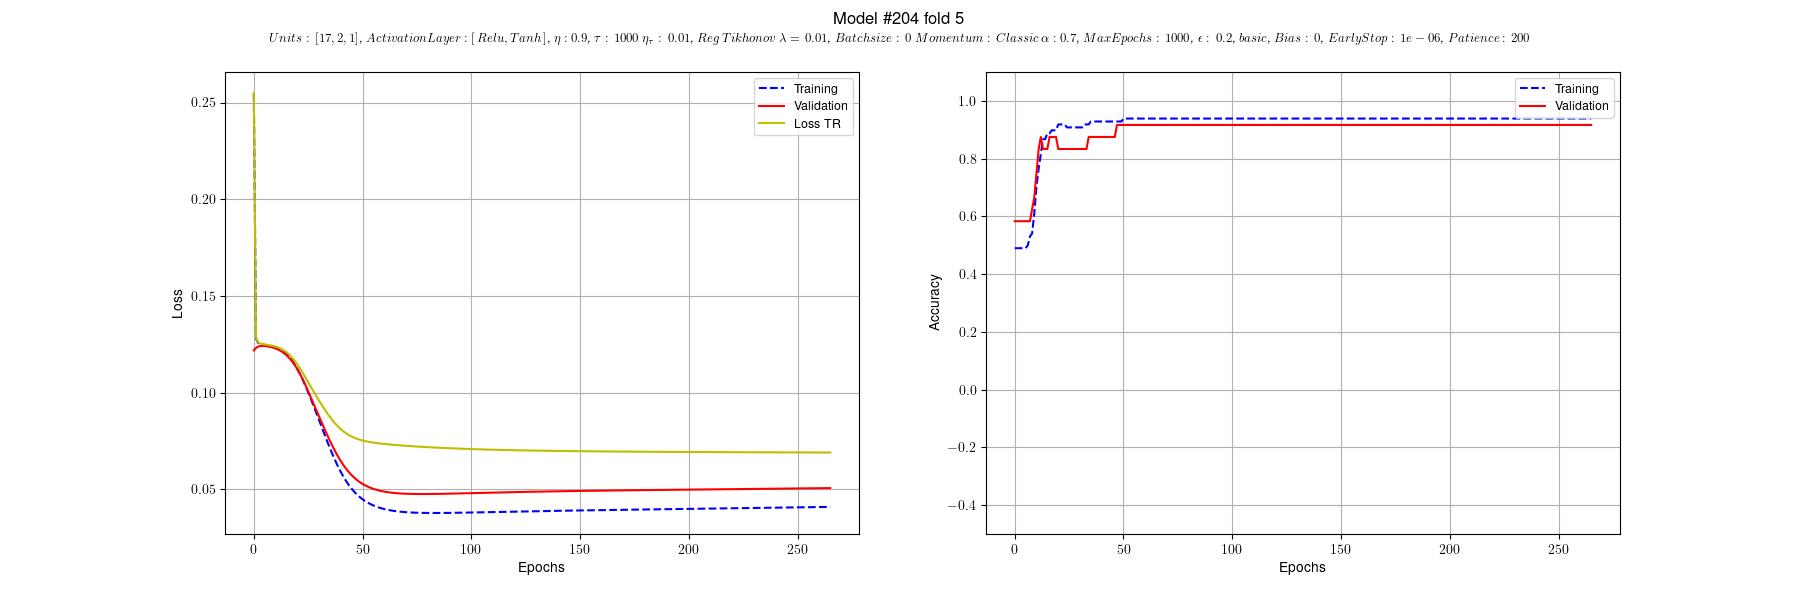 Model #204 fold 5
Units : [17, 2, 1], ActivationLayer : [ Relu, Tanh ], η : 0.9, τ : 1000 ητ : 0.01, Reg Tikhonov λ = 0.01, Batchsize : 0 Momentum : Classic α : 0.7, MaxEpochs : 1000, ϵ : 0.2, basic, Bias : 0, EarlyStop : 1e − 06, Patience : 200
Training
Validation
Loss TR
0.25
0.20
0.15
0.10
0.05
Loss
0 50 100 150 200 250
Epochs
Training
Validation
1.0
0.8
0.6
0.4
0.2
0.0
−0.2
−0.4
Accuracy
0 50 100 150 200 250
Epochs